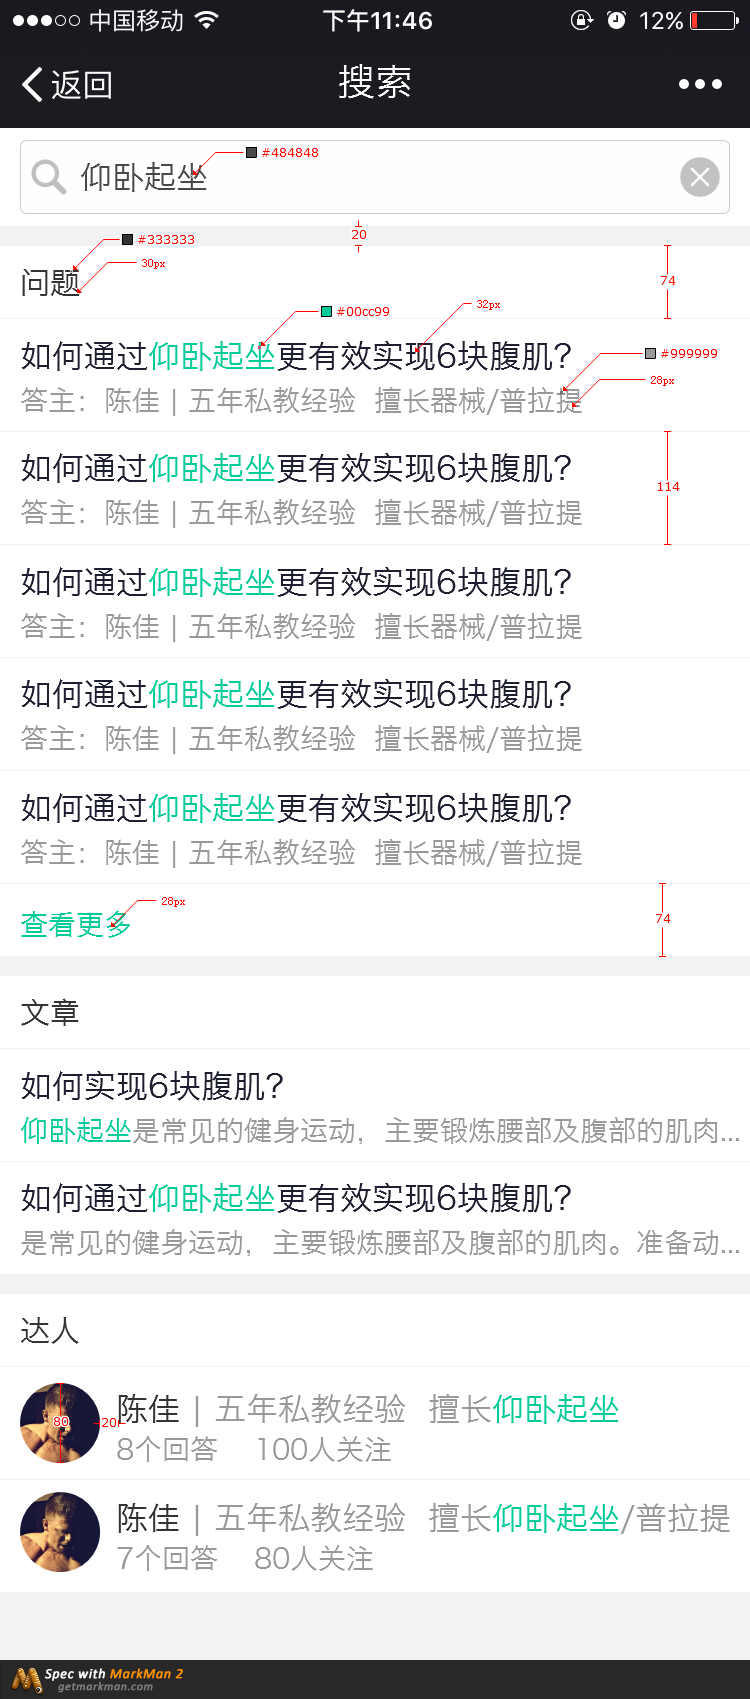 中国移动 下午11:46 12%
返回 搜索
仰卧起坐 #484848
20
#333333
问题 30px 74
#00cc99 32px
如何通过仰卧起坐更有效实现6块腹肌? #999999
答主：陈佳 | 五年私教经验 擅长器械/普拉提 28px
如何通过仰卧起坐更有效实现6块腹肌?
114
答主：陈佳 | 五年私教经验 擅长器械/普拉提
如何通过仰卧起坐更有效实现6块腹肌?
答主：陈佳 | 五年私教经验 擅长器械/普拉提
如何通过仰卧起坐更有效实现6块腹肌?
答主：陈佳 | 五年私教经验 擅长器械/普拉提
如何通过仰卧起坐更有效实现6块腹肌?
答主：陈佳 | 五年私教经验 擅长器械/普拉提
28px
查看更多 74
文章
如何实现6块腹肌?
仰卧起坐是常见的健身运动，主要锻炼腰部及腹部的肌肉...
如何通过仰卧起坐更有效实现6块腹肌?
是常见的健身运动，主要锻炼腰部及腹部的肌肉。准备动...
达人
陈佳 | 五年私教经验 擅长仰卧起坐
80 20
8个回答 100人关注
陈佳 | 五年私教经验 擅长仰卧起坐/普拉提
7个回答 80人关注
Spec with MarkMan 2
getmarkman.com